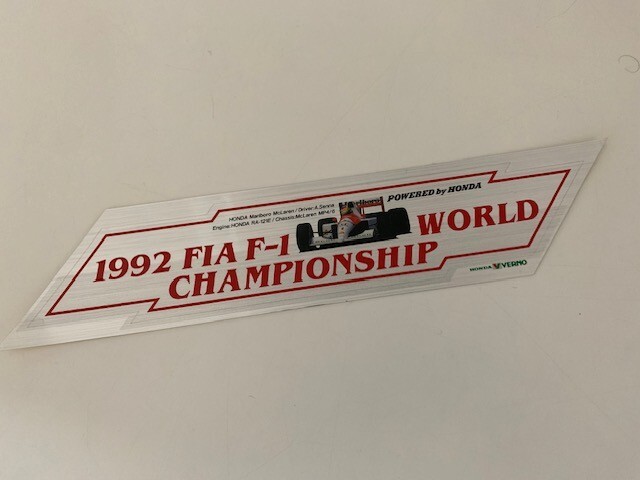 HONDA Marlboro McLaren / Driver:A.Senna
Engine:HONDA RA-121E / Chassis:McLaren MP4/6
Marlboro
POWERED by HONDA
1992 FIA F-1 WORLD
CHAMPIONSHIP
HONDA VERNO